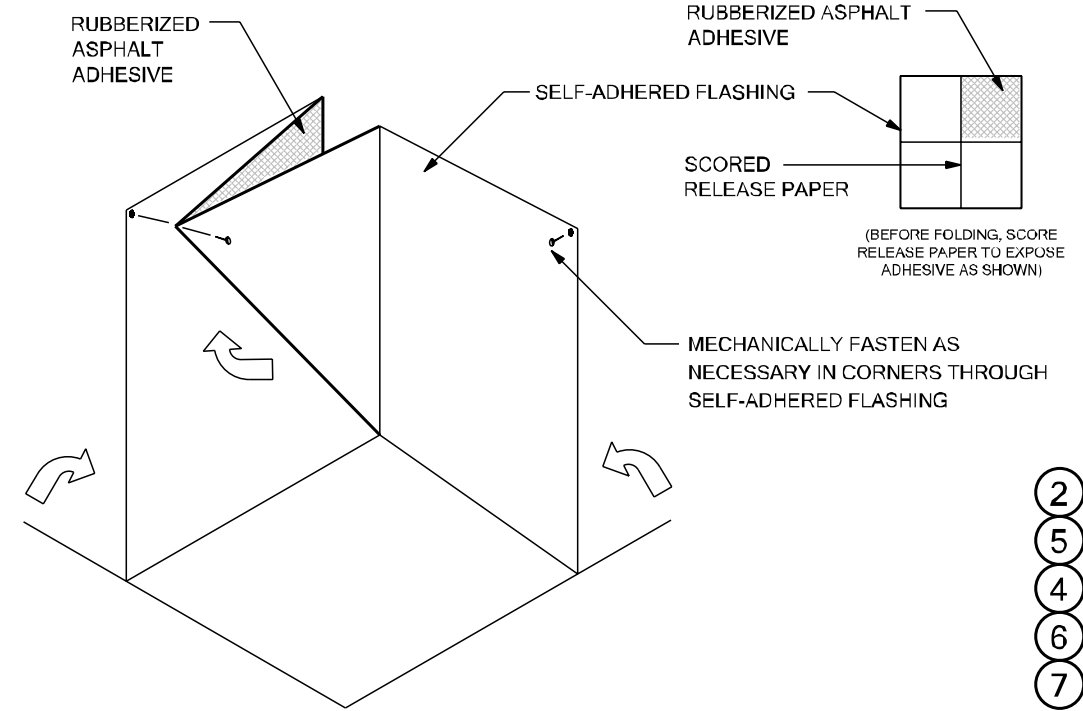 RUBBERIZED
ASPHALT
ADHESIVE
RUBBERIZED ASPHALT
ADHESIVE
SELF-ADHERED FLASHING
SCORED
RELEASE PAPER
(BEFORE FOLDING, SCORE
RELEASE PAPER TO EXPOSE
ADHESIVE AS SHOWN)
MECHANICALLY FASTEN AS
NECESSARY IN CORNERS THROUGH
SELF-ADHERED FLASHING
2
5
4
6
7